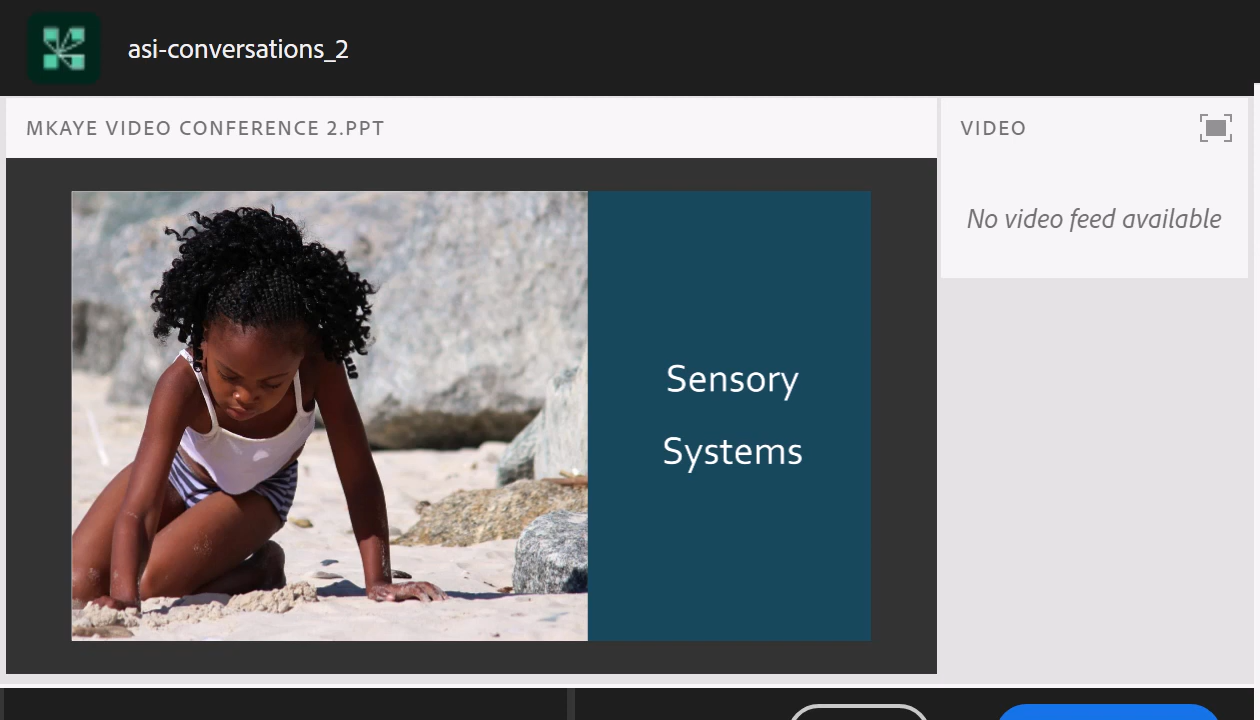 asi-conversations_2
MKAYE VIDEO CONFERENCE 2.PPT
VIDEO
No video feed available
Sensory
Systems